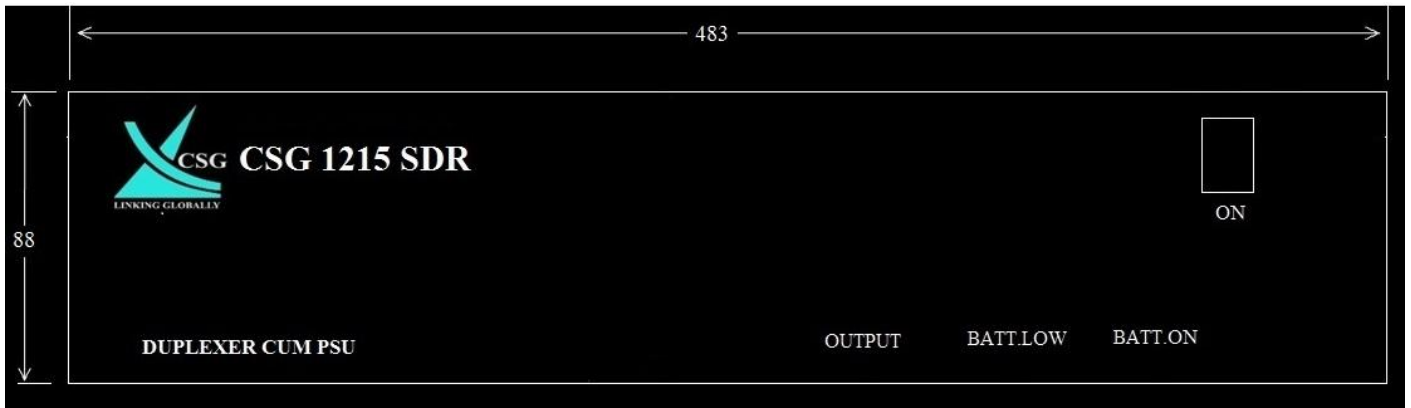 483
CSG CSG 1215 SDR
LINKING GLOBALLY
ON
88
OUTPUT BATT.LOW BATT.ON
DUPLEXER CUM PSU